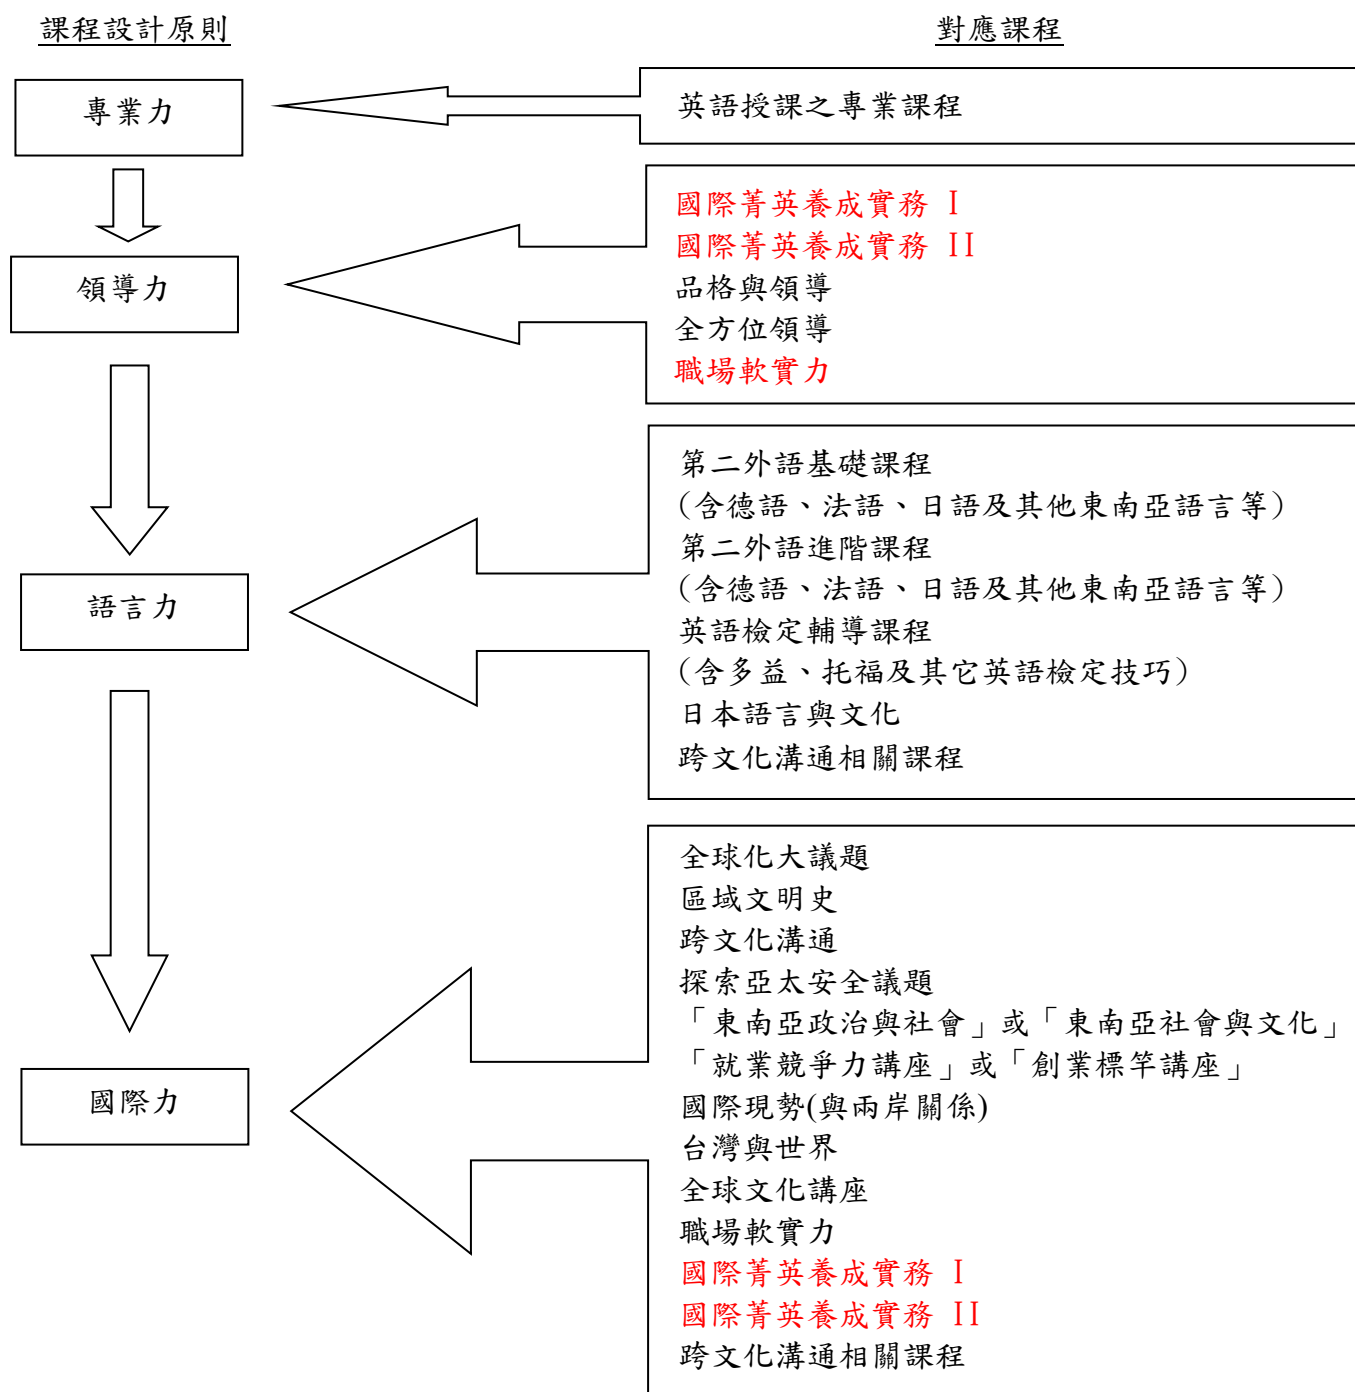 課程設計原則
對應課程
專業力
英語授課之專業課程
領導力
國際菁英養成實務 I
國際菁英養成實務 II
品格與領導
全方位領導
職場軟實力
語言力
第二外語基礎課程
(含德語、法語、日語及其他東南亞語言等)
第二外語進階課程
(含德語、法語、日語及其他東南亞語言等)
英語檢定輔導課程
(含多益、托福及其它英語檢定技巧)
日本語言與文化
跨文化溝通相關課程
國際力
全球化大議題
區域文明史
跨文化溝通
探索亞太安全議題
「東南亞政治與社會」或「東南亞社會與文化」
「就業競爭力講座」或「創業標竿講座」
國際現勢(與兩岸關係)
台灣與世界
全球文化講座
職場軟實力
國際菁英養成實務 I
國際菁英養成實務 II
跨文化溝通相關課程